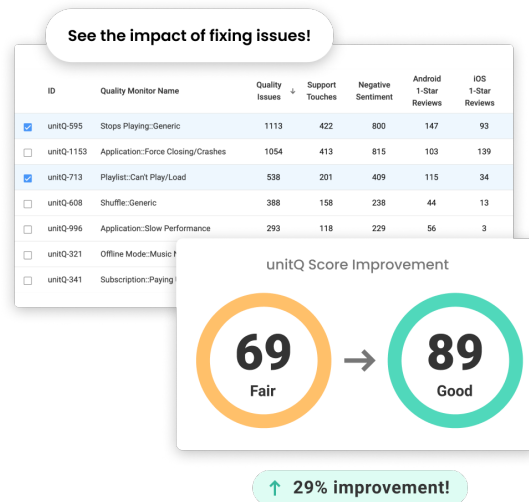 See the impact of fixing issues!
ID Quality Monitor Name Quality Issues ↓ Support Touches Negative Sentiment Android 1-Star Reviews iOS 1-Star Reviews
unitQ-595 Stops Playing::Generic 1113 422 800 147 93
unitQ-1153 Application::Force Closing/Crashes 1054 413 815 103 139
unitQ-713 Playlist::Can't Play/Load 538 201 409 115 34
unitQ-608 Shuffle::Generic 388 158 238 44 13
unitQ-996 Application::Slow Performance 293 118 229 56 3
unitQ-321 Offline Mode::Music
unitQ-341 Subscription::Paying
unitQ Score Improvement
69 → 89
Fair Good
↑ 29% improvement!